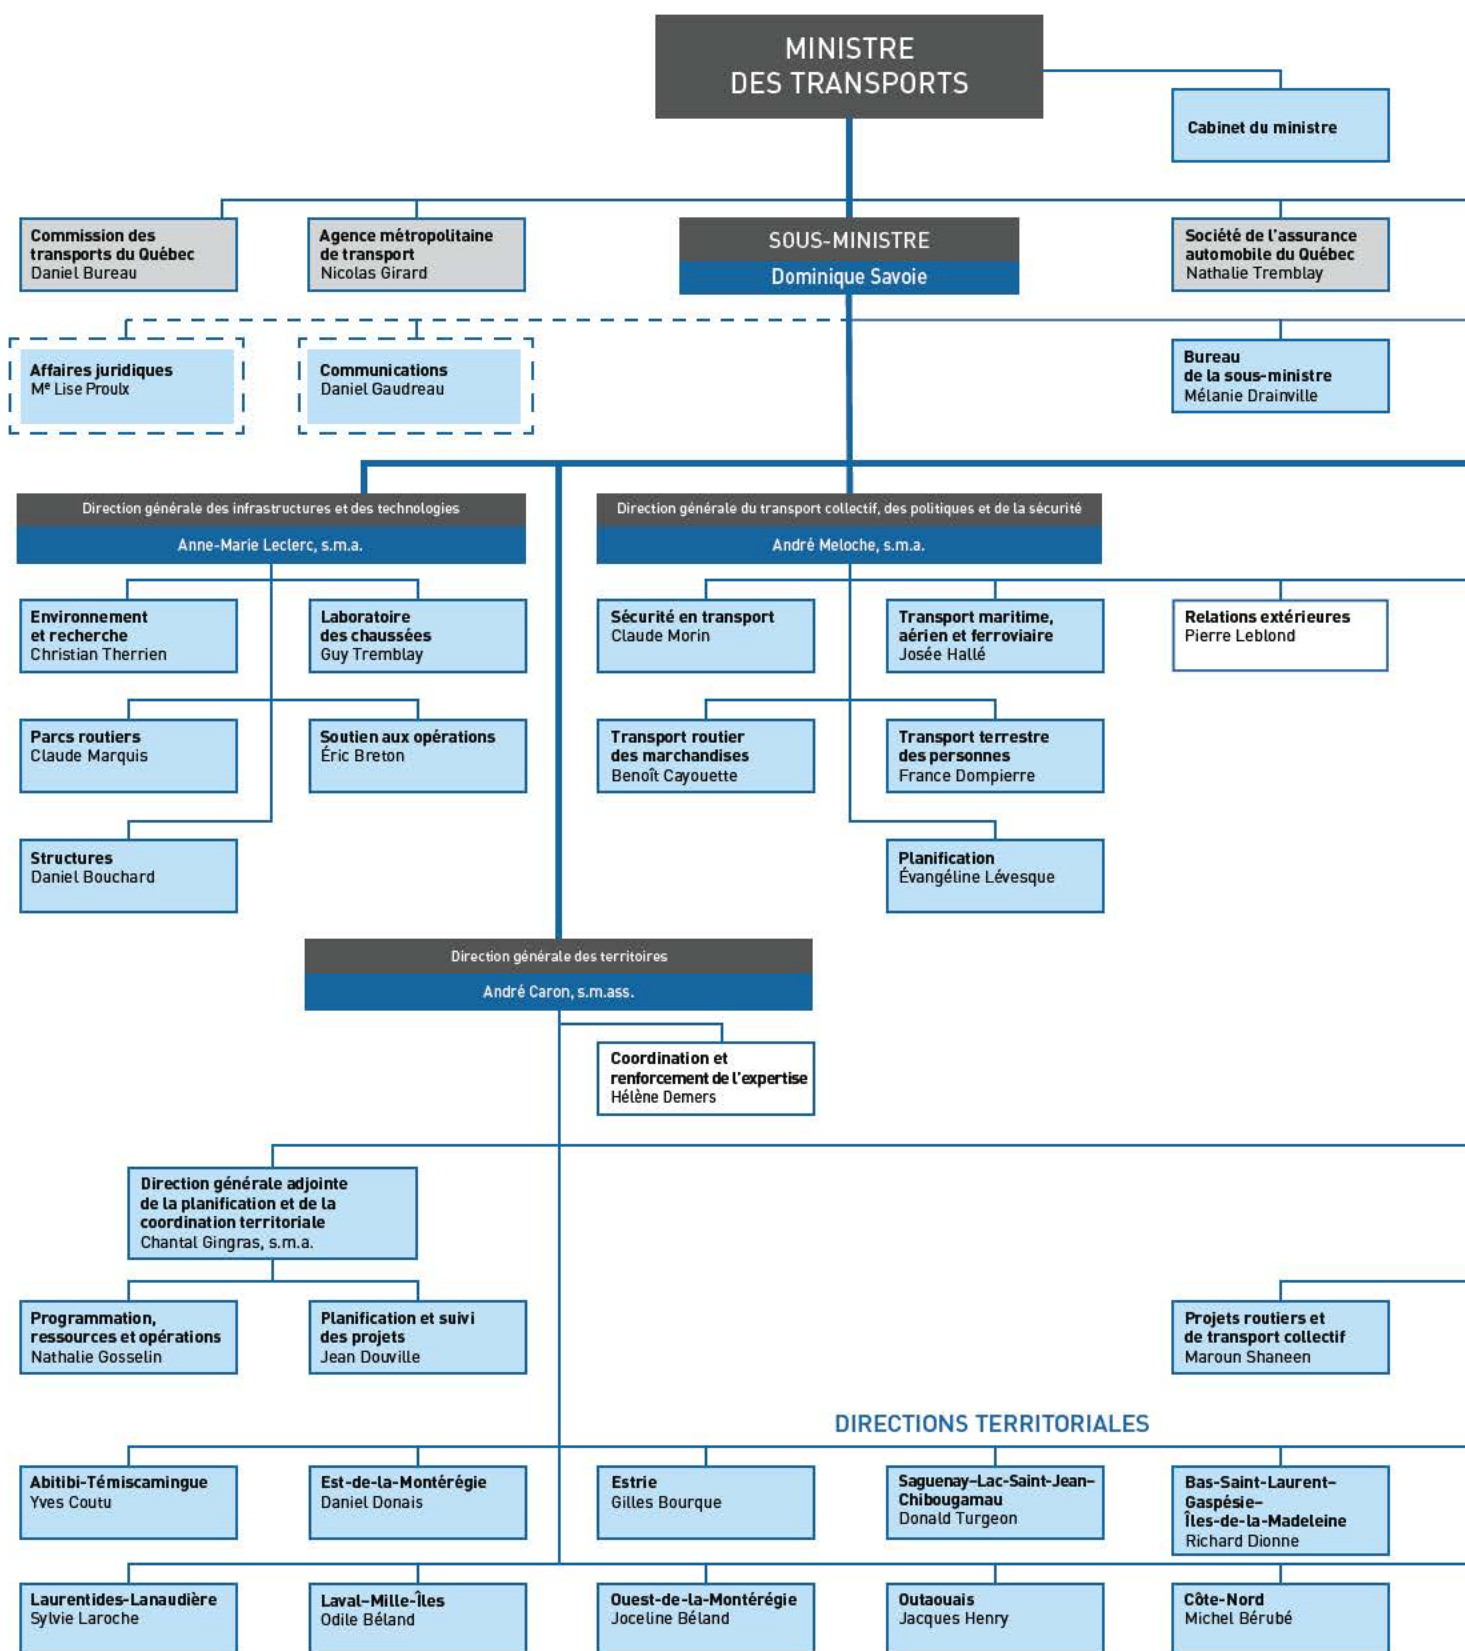 MINISTRE
DES TRANSPORTS
Cabinet du ministre
Commission des
transports du Québec
Daniel Bureau
Agence métropolitaine
de transport
Nicolas Girard
SOUS-MINISTRE
Dominique Savoie
Société de l'assurance
automobile du Québec
Nathalie Tremblay
Affaires juridiques
Me Lise Proulx
Communications
Daniel Gaudreau
Bureau
de la sous-ministre
Mélanie Drainville
Direction générale des infrastructures et des technologies
Anne-Marie Leclerc, s.m.a.
Direction générale du transport collectif, des politiques et de la sécurité
André Meloche, s.m.a.
Environnement
et recherche
Christian Therrien
Laboratoire
des chaussées
Guy Tremblay
Sécurité en transport
Claude Morin
Transport maritime,
aérien et ferroviaire
Josée Hallé
Relations extérieures
Pierre Leblond
Parcs routiers
Claude Marquis
Soutien aux opérations
Éric Breton
Transport routier
des marchandises
Benoît Cayouette
Transport terrestre
des personnes
France Dompierre
Structures
Daniel Bouchard
Planification
Évangéline Lévesque
Direction générale des territoires
André Caron, s.m.ass.
Coordination et
renforcement de l'expertise
Hélène Demers
Direction générale adjointe
de la planification et de la
coordination territoriale
Chantal Gingras, s.m.a.
Programmation,
ressources et opérations
Nathalie Gosselin
Planification et suivi
des projets
Jean Douville
Projets routiers et
de transport collectif
Maroun Shaneen
DIRECTIONS TERRITORIALES
Abitibi-Témiscamingue
Yves Coutu
Est-de-la-Montérégie
Daniel Donais
Estrie
Gilles Bourque
Saguenay–Lac-Saint-Jean–
Chibougamau
Donald Turgeon
Bas-Saint-Laurent–
Gaspésie–
Îles-de-la-Madeleine
Richard Dionne
Laurentides-Lanaudière
Sylvie Laroche
Laval–Mille-Îles
Odile Béland
Ouest-de-la-Montérégie
Joceline Béland
Outaouais
Jacques Henry
Côte-Nord
Michel Bérubé